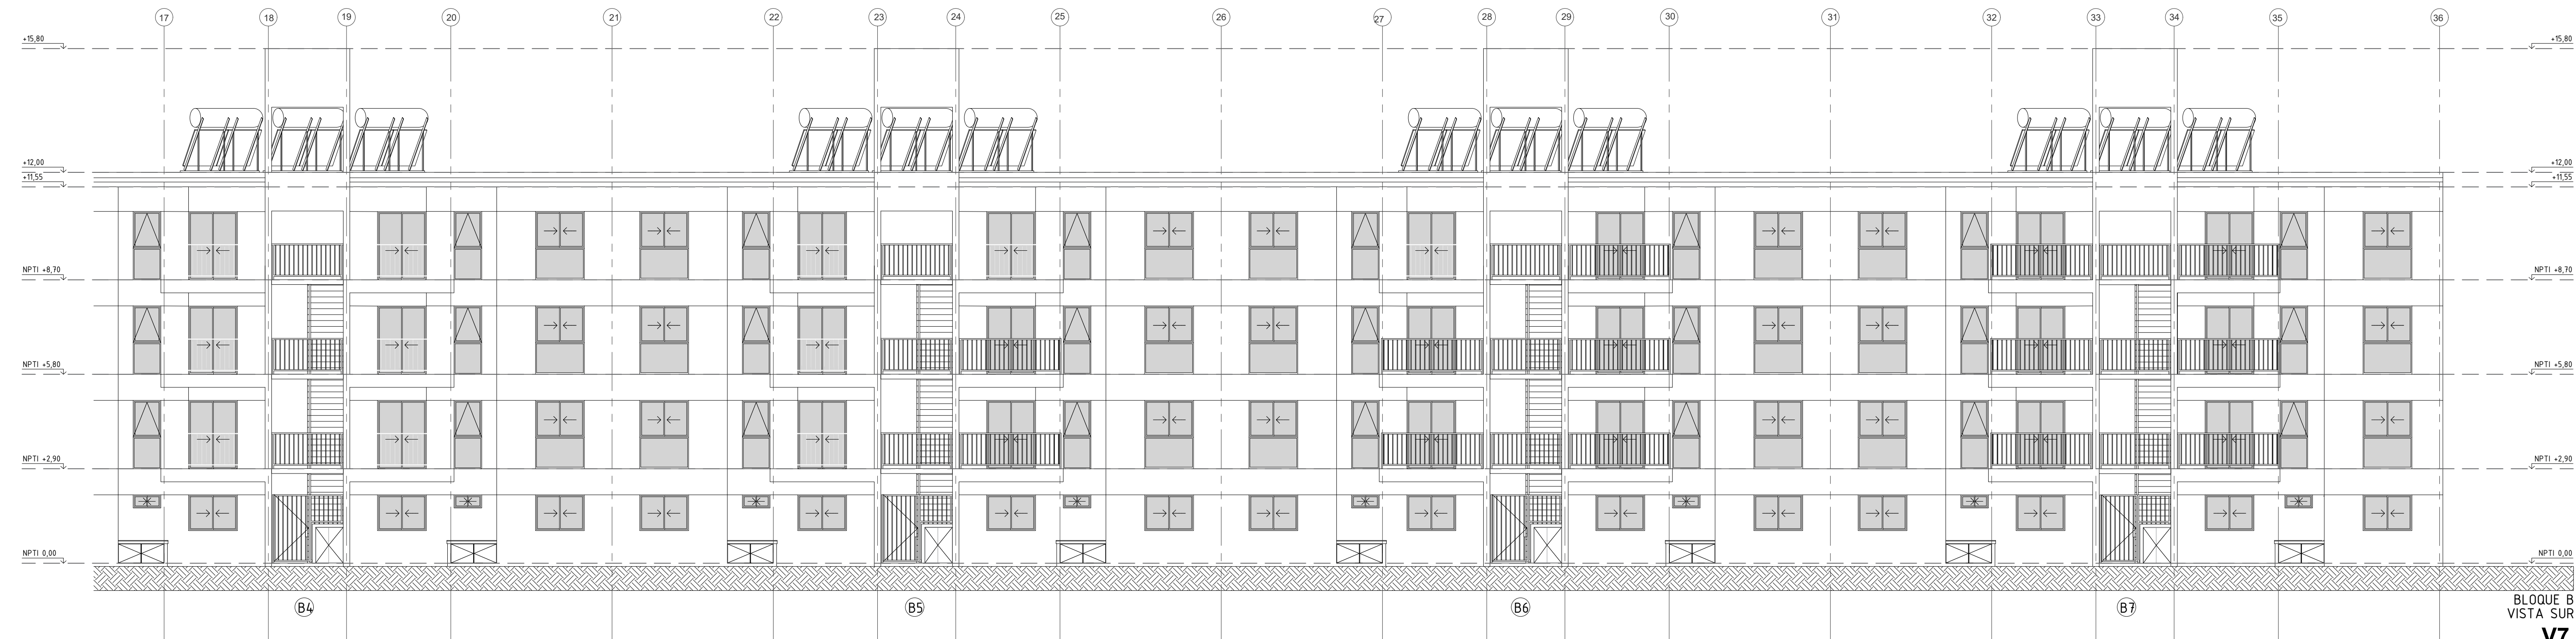 17 18 19 20 21 22 23 24 25 26 27 28 29 30 31 32 33 34 35 36
+15,80 +15,80
+12,00 +12,00
+11,55 +11,55
NPTI +8,70 NPTI +8,70
NPTI +5,80 NPTI +5,80
NPTI +2,90 NPTI +2,90
NPTI 0,00 NPTI 0,00
B4 B5 B6 B7
BLOQUE B
VISTA SUR
V7